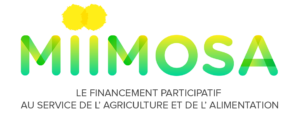 MiiMOSA
LE FINANCEMENT PARTICIPATIF
AU SERVICE DE L' AGRICULTURE ET DE L' ALIMENTATION